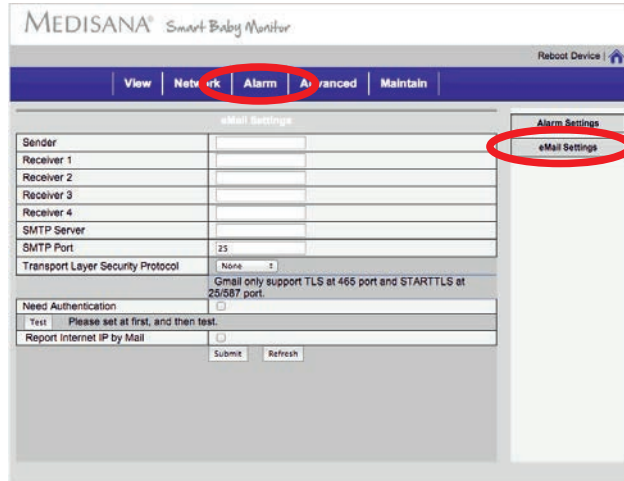 MEDISANA® Smart Baby Monitor
Reboot Device |
View | Network | Alarm | Advanced | Maintain |
eMail Settings
Alarm Settings
eMail Settings
Sender
Receiver 1
Receiver 2
Receiver 3
Receiver 4
SMTP Server
SMTP Port 25
Transport Layer Security Protocol None
Gmail only support TLS at 465 port and STARTTLS at
25/587 port.
Need Authentication
Test Please set at first, and then test.
Report Internet IP by Mail
Submit Refresh